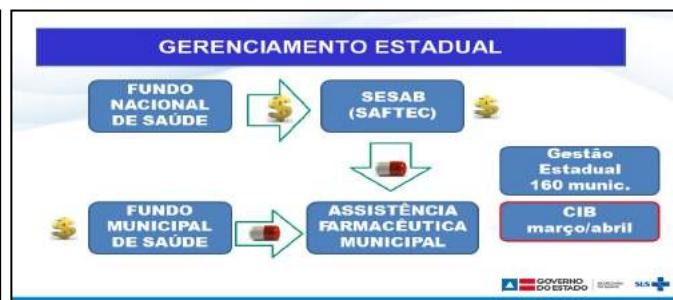 GERENCIAMENTO ESTADUAL
FUNDO
NACIONAL
DE SAÚDE
SESAB
(SAFTEC)
Gestão
Estadual
160 munic.
FUNDO
MUNICIPAL
DE SAÚDE
ASSISTÊNCIA
FARMACÊUTICA
MUNICIPAL
CIB
março/abril
GOVERNO
DO ESTADO
SUS